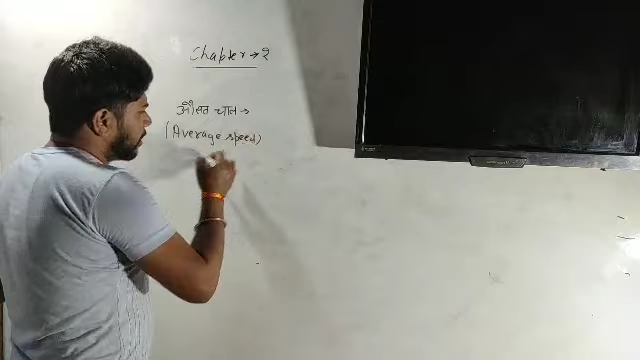 Chapter → 2
औसत चाल →
(Average speed)